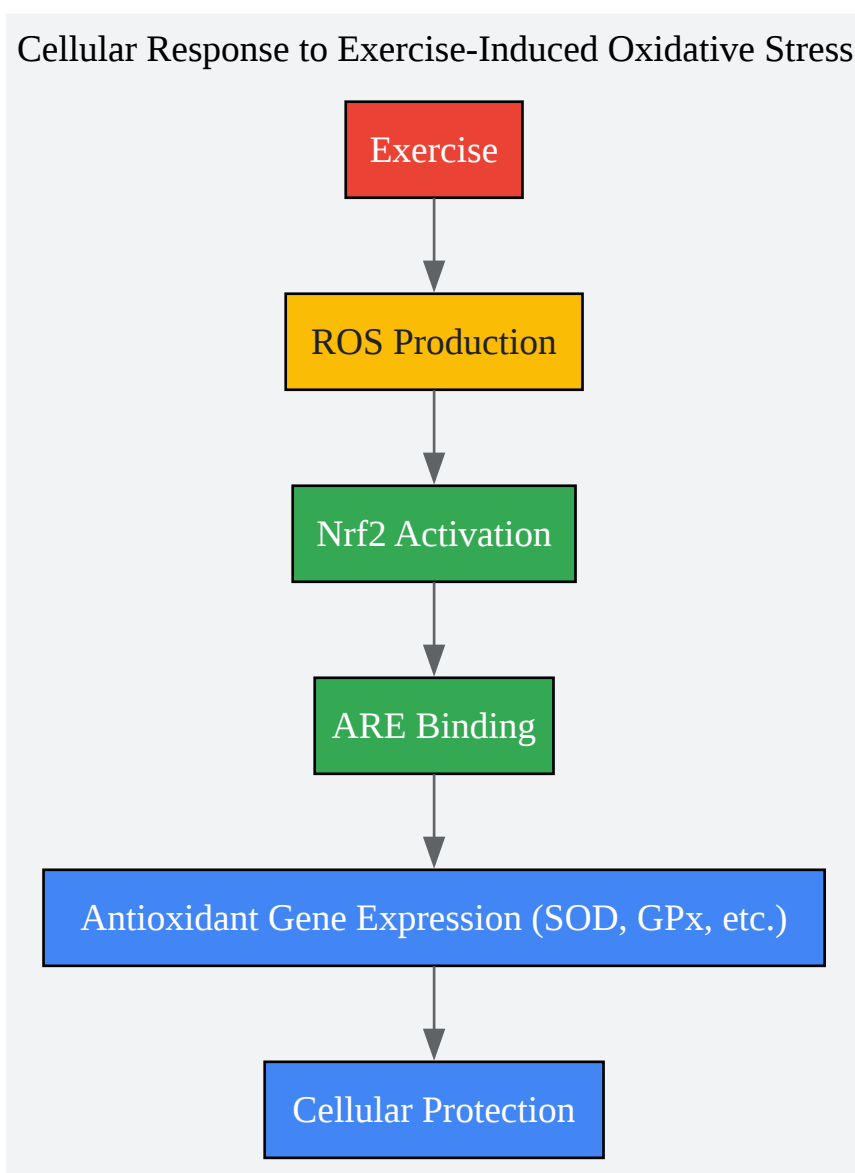 Cellular Response to Exercise-Induced Oxidative Stress
Exercise
ROS Production
Nrf2 Activation
ARE Binding
Antioxidant Gene Expression (SOD, GPx, etc.)
Cellular Protection